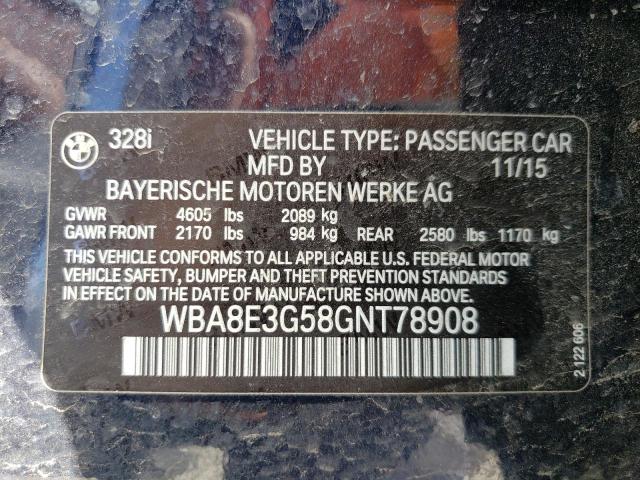 328i VEHICLE TYPE: PASSENGER CAR
MFD BY 11/15
BAYERISCHE MOTOREN WERKE AG
GVWR 4605 lbs 2089 kg
GAWR FRONT 2170 lbs 984 kg REAR 2580 lbs 1170 kg
THIS VEHICLE CONFORMS TO ALL APPLICABLE U.S. FEDERAL MOTOR
VEHICLE SAFETY, BUMPER AND THEFT PREVENTION STANDARDS
IN EFFECT ON THE DATE OF MANUFACTURE SHOWN ABOVE.
WBA8E3G58GNT78908
2 122 606